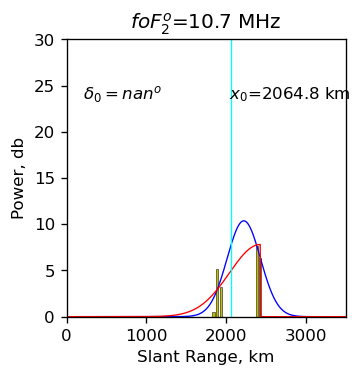 foF₂ᵒ=10.7 MHz
δ₀ = nanᵒ
x₀=2064.8 km
Power, db
30
25
20
15
10
5
0
0 1000 2000 3000
Slant Range, km